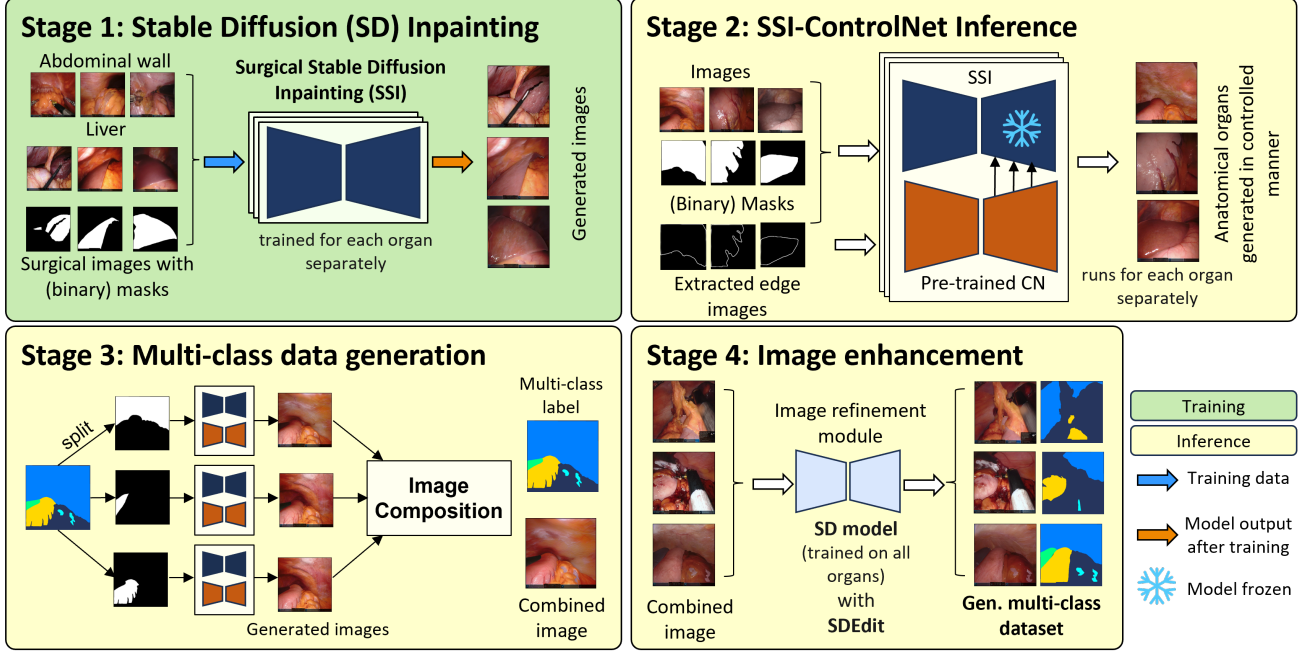 Stage 1: Stable Diffusion (SD) Inpainting
Abdominal wall
Liver
Surgical images with
(binary) masks
Surgical Stable Diffusion
Inpainting (SSI)
trained for each organ
separately
Generated images
Stage 2: SSI-ControlNet Inference
Images
(Binary) Masks
Extracted edge
images
SSI
Pre-trained CN
runs for each organ
separately
Anatomical organs
generated in controlled
manner
Stage 3: Multi-class data generation
split
Generated images
Image
Composition
Multi-class
label
Combined
image
Stage 4: Image enhancement
Combined
image
Image refinement
module
SD model
(trained on all
organs)
with
SDEdit
Gen. multi-class
dataset
Training
Inference
Training data
Model output
after training
Model frozen